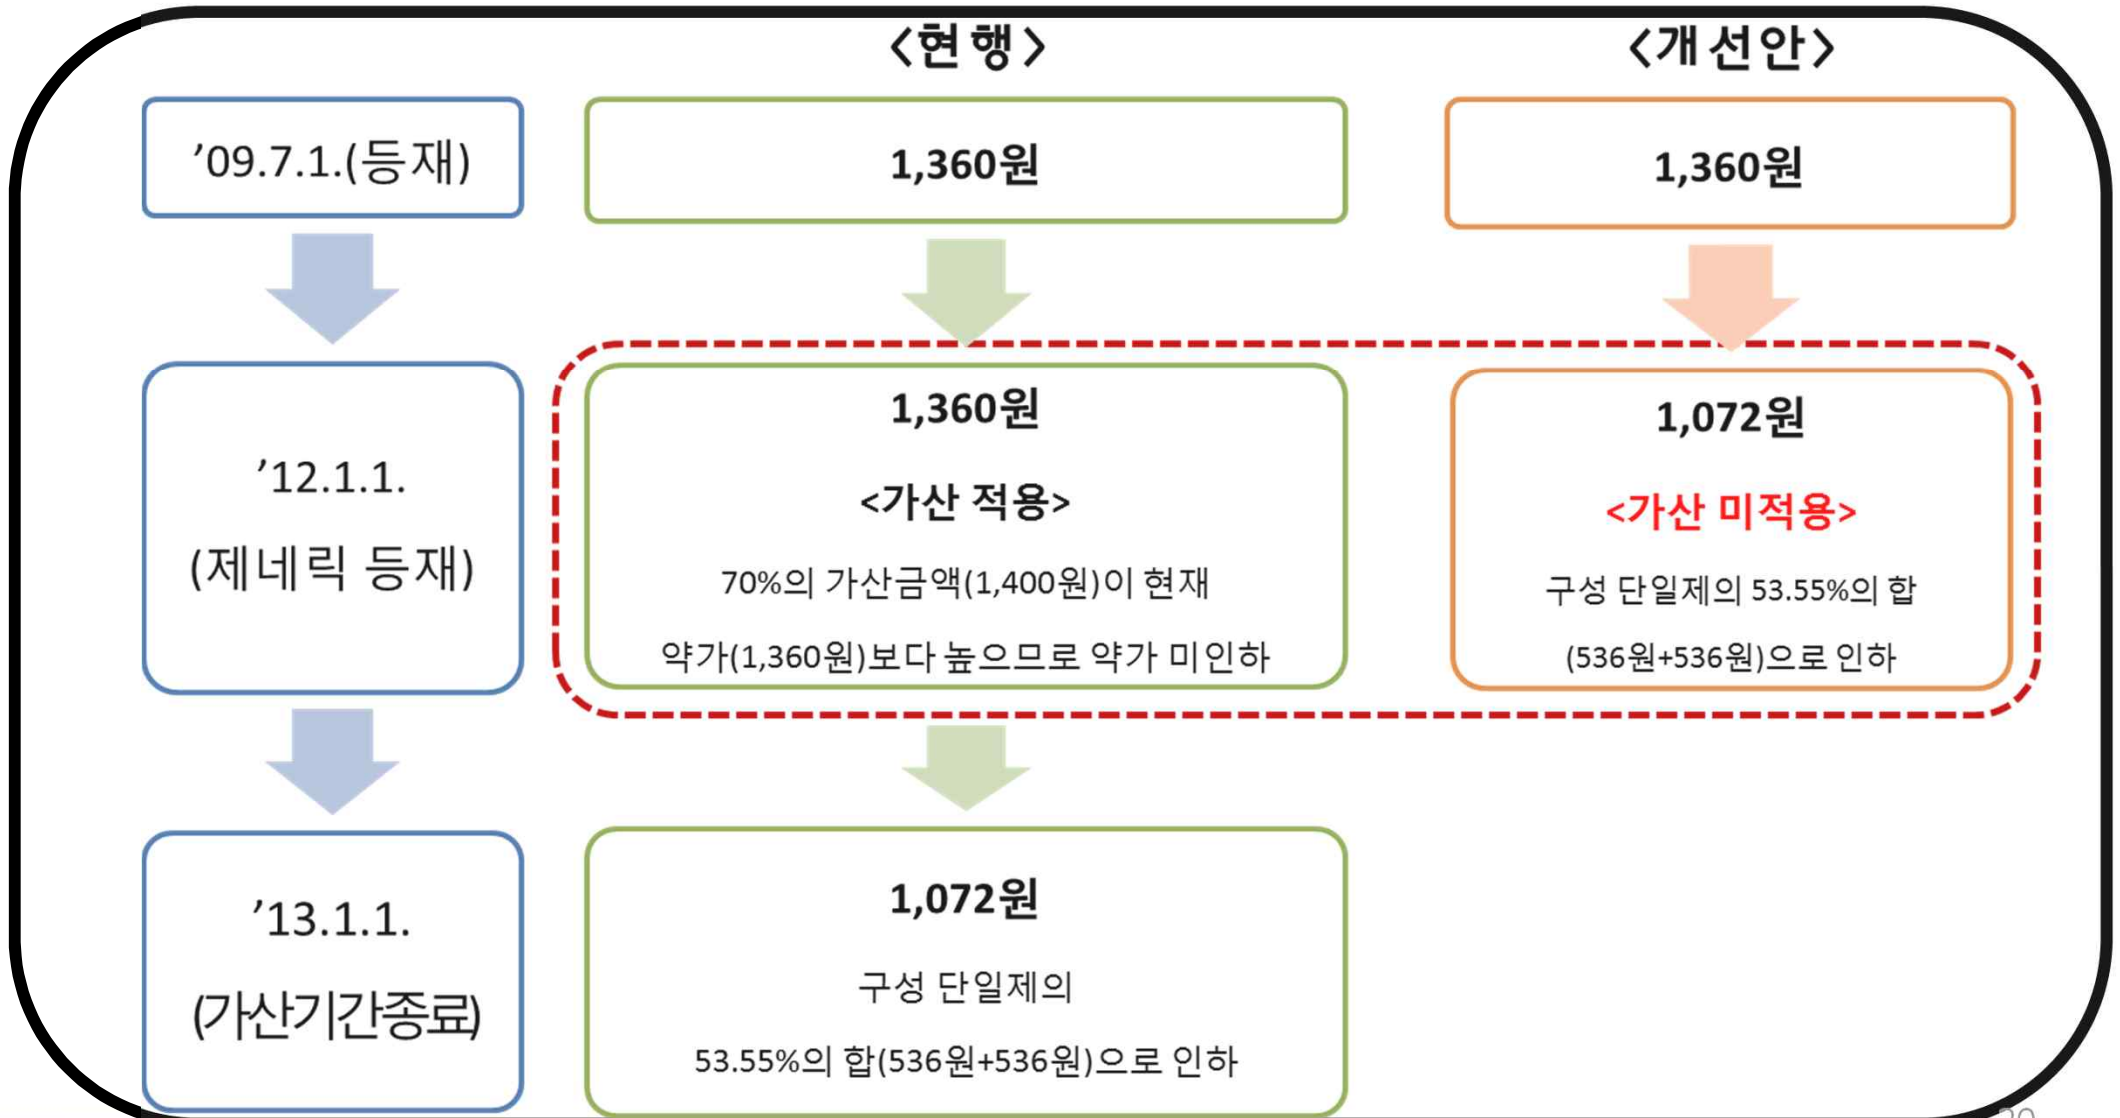 <현행>
<개선안>
’09.7.1.(등재)
1,360원
1,360원
’12.1.1.
(제네릭 등재)
1,360원
<가산 적용>
70%의 가산금액(1,400원)이 현재
약가(1,360원)보다 높으므로 약가 미인하
1,072원
<가산 미적용>
구성 단일제의 53.55%의 합
(536원+536원)으로 인하
’13.1.1.
(가산기간종료)
1,072원
구성 단일제의
53.55%의 합(536원+536원)으로 인하